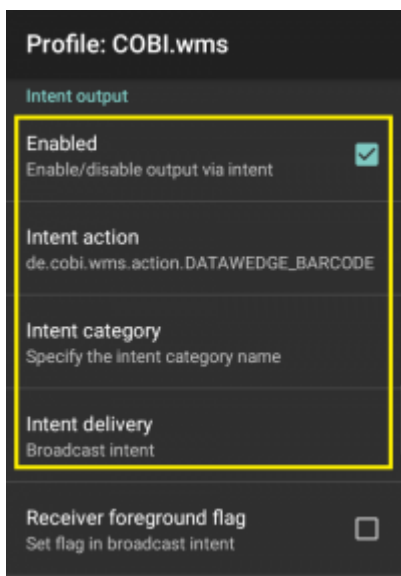 Profile: COBI.wms
Intent output
Enabled
Enable/disable output via intent
Intent action
de.cobi.wms.action.DATAWEDGE_BARCODE
Intent category
Specify the intent category name
Intent delivery
Broadcast intent
Receiver foreground flag
Set flag in broadcast intent